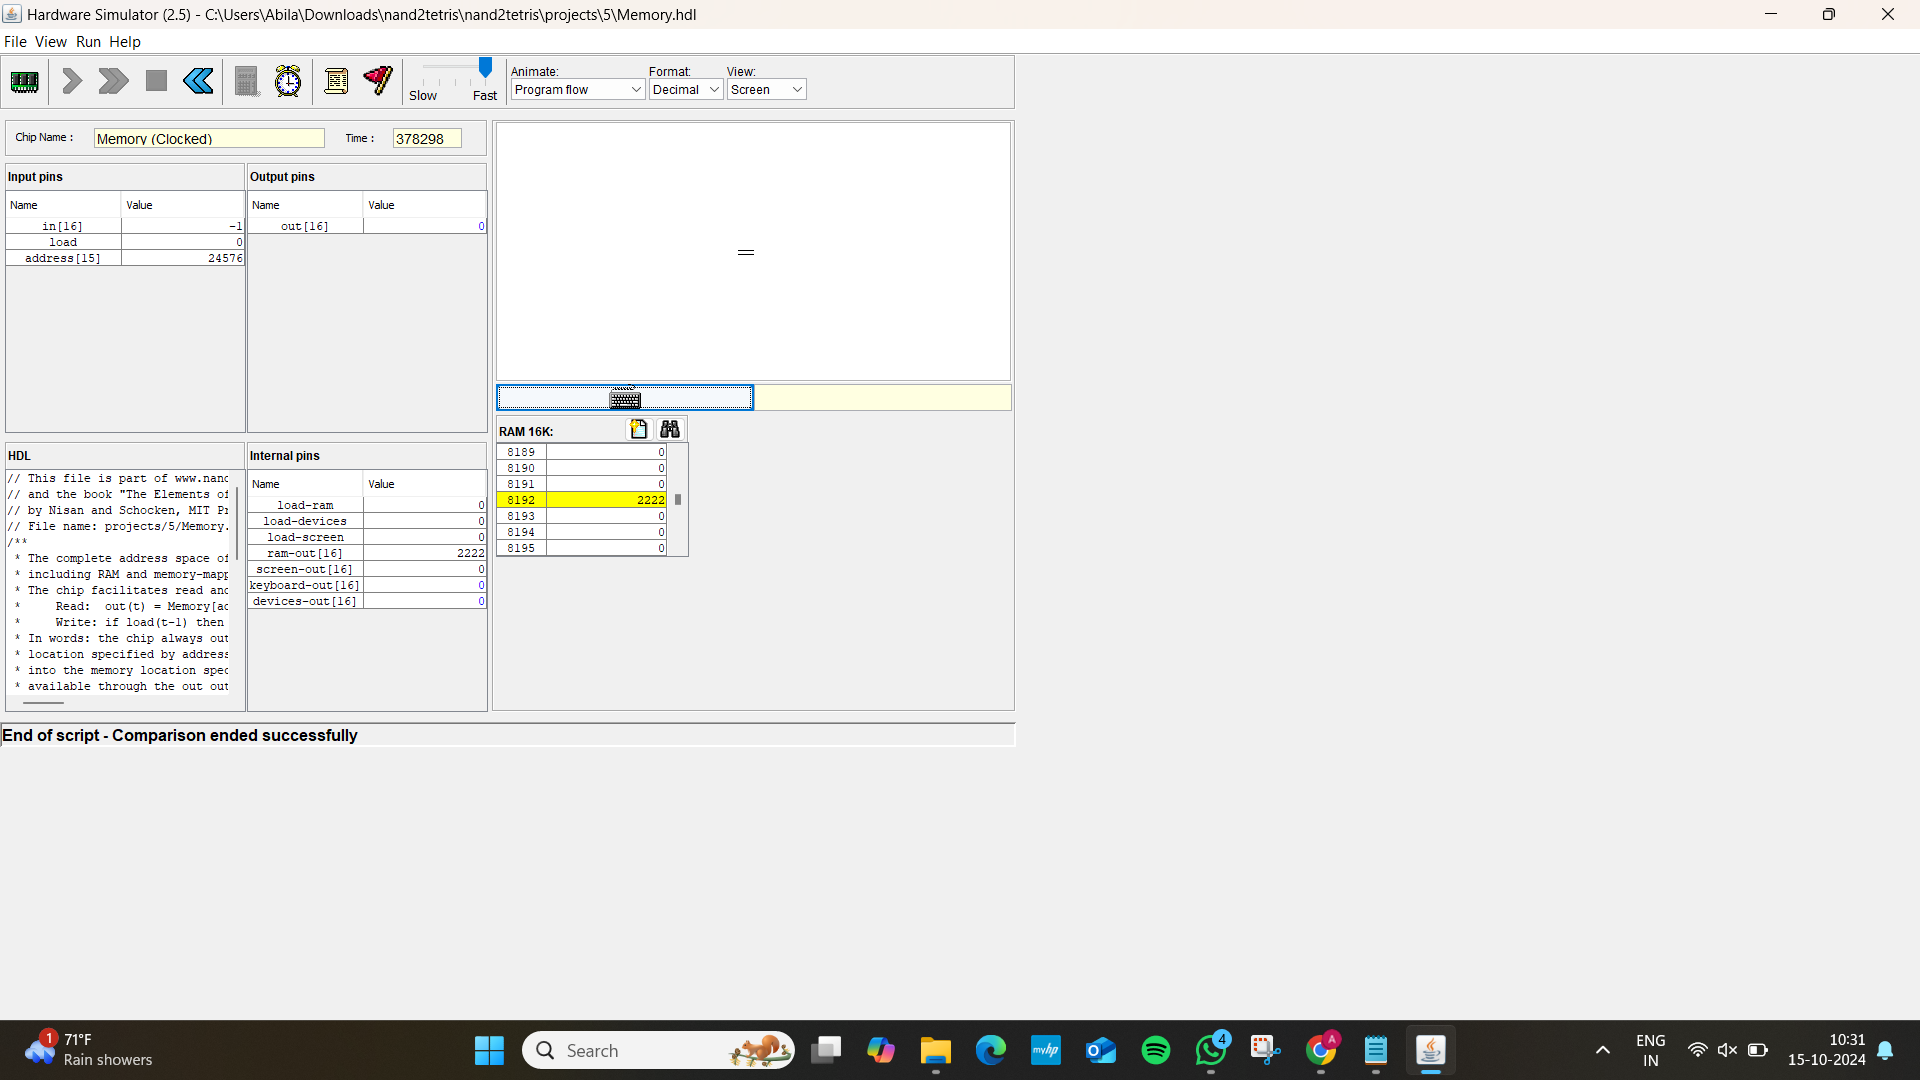 Hardware Simulator (2.5) - C:\Users\Abila\Downloads\nand2tetris\nand2tetris\projects\5\Memory.hdl
File View Run Help
Slow Fast
Animate: Format: View:
Program flow Decimal Screen
Chip Name : Memory (Clocked) Time : 378298
Input pins
Name Value
in[16] -1
load 0
address[15] 24576
Output pins
Name Value
out[16] 0
RAM 16K:
8189 0
8190 0
8191 0
8192 2222
8193 0
8194 0
8195 0
HDL
// This file is part of www.nand
// and the book "The Elements of
// by Nisan and Schocken, MIT Pr
// File name: projects/5/Memory.
/**
* The complete address space of
* including RAM and memory-mapp
* The chip facilitates read and
* Read: out(t) = Memory[ad
* Write: if load(t-1) then
* In words: the chip always out
* location specified by address
* into the memory location spec
* available through the out out
Internal pins
Name Value
load-ram 0
load-devices 0
load-screen 0
ram-out[16] 2222
screen-out[16] 0
keyboard-out[16] 0
devices-out[16] 0
End of script - Comparison ended successfully
1
71°F
Rain showers
Search
myhp
4
A
ENG
IN
10:31
15-10-2024